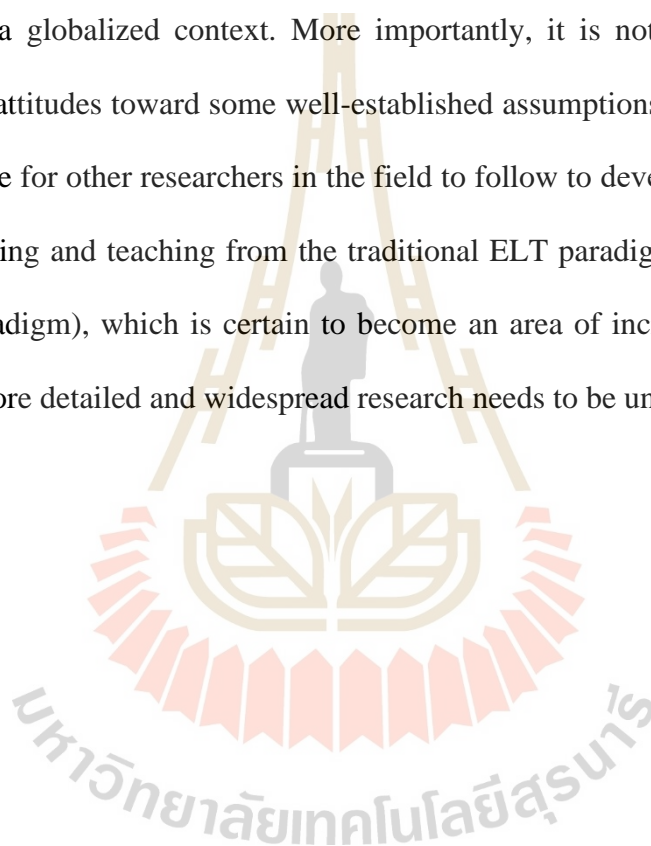 a globalized context. More importantly, it is not
attitudes toward some well-established assumptions
e for other researchers in the field to follow to deve
ing and teaching from the traditional ELT paradig
adigm), which is certain to become an area of inc
ore detailed and widespread research needs to be un
มหาวิทยาลัยเทคโนโลยีสุรนารี